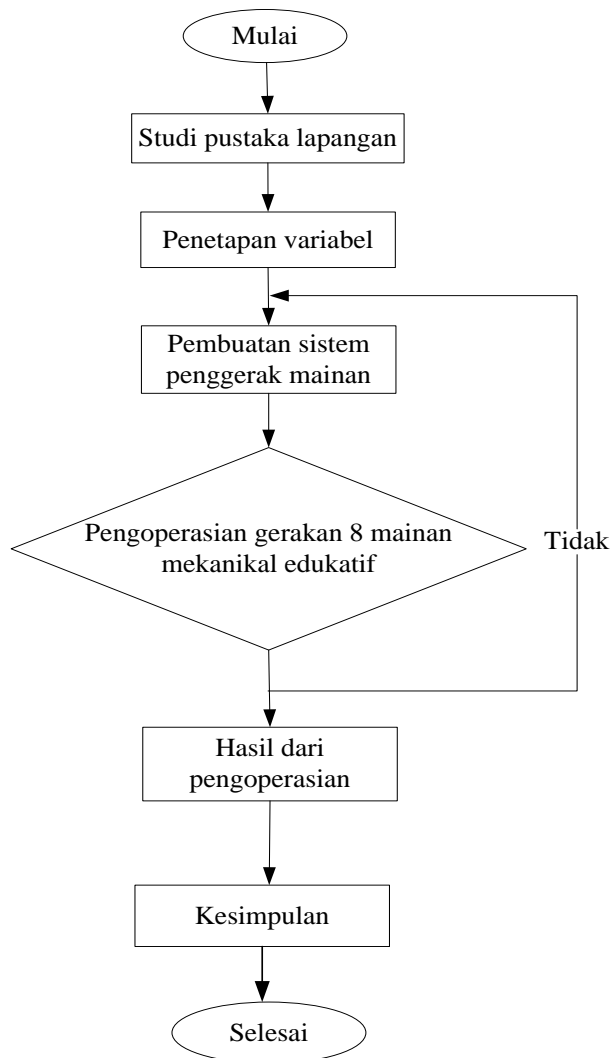 Mulai
Studi pustaka lapangan
Penetapan variabel
Pembuatan sistem
penggerak mainan
Pengoperasian gerakan 8 mainan
mekanikal edukatif
Tidak
Hasil dari
pengoperasian
Kesimpulan
Selesai